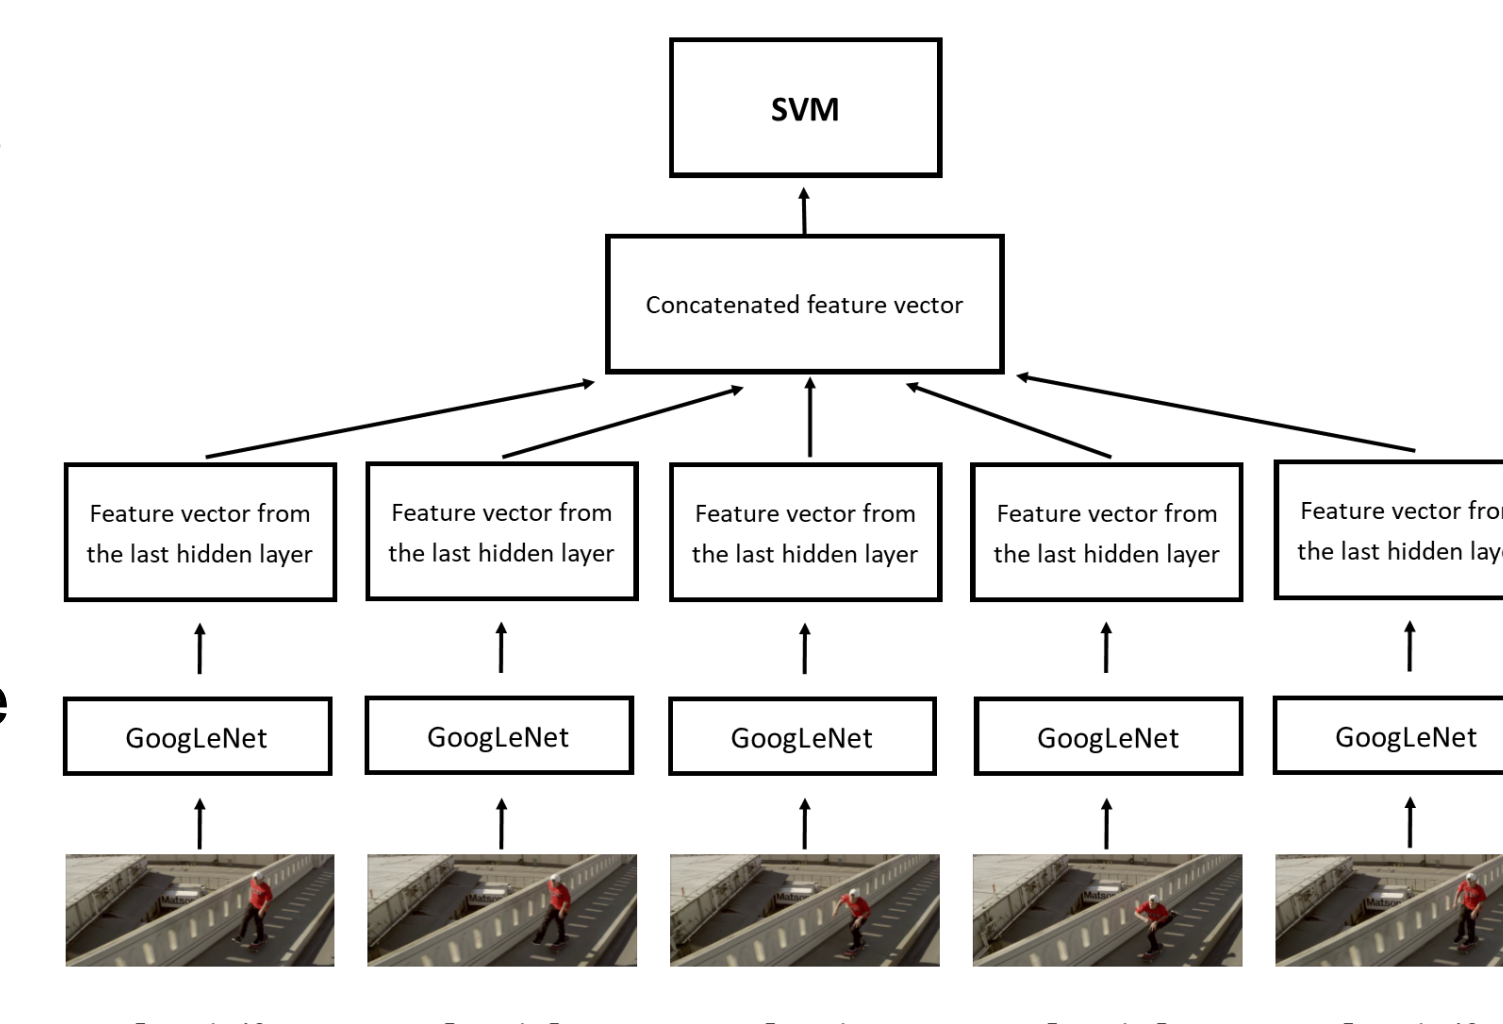 SVM
Concatenated feature vector
Feature vector from
the last hidden layer
Feature vector from
the last hidden layer
Feature vector from
the last hidden layer
Feature vector from
the last hidden layer
Feature vector
the last hidden
GoogLeNet
GoogLeNet
GoogLeNet
GoogLeNet
GoogLeNet